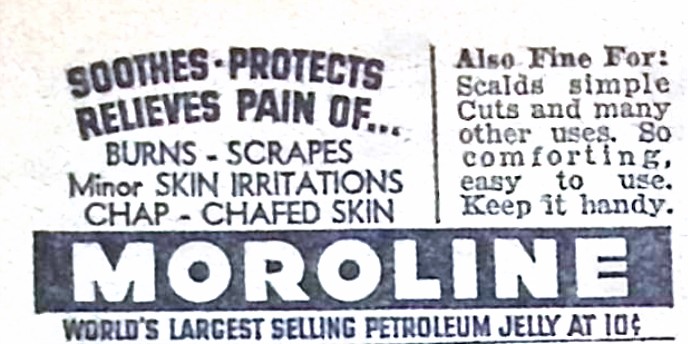 SOOTHES · PROTECTS
RELIEVES PAIN OF...
BURNS - SCRAPES
Minor SKIN IRRITATIONS
CHAP - CHAFED SKIN
Also Fine For:
Scalds simple
Cuts and many
other uses. So
comforting,
easy to use.
Keep it handy.
MOROLINE
WORLD'S LARGEST SELLING PETROLEUM JELLY AT 10¢